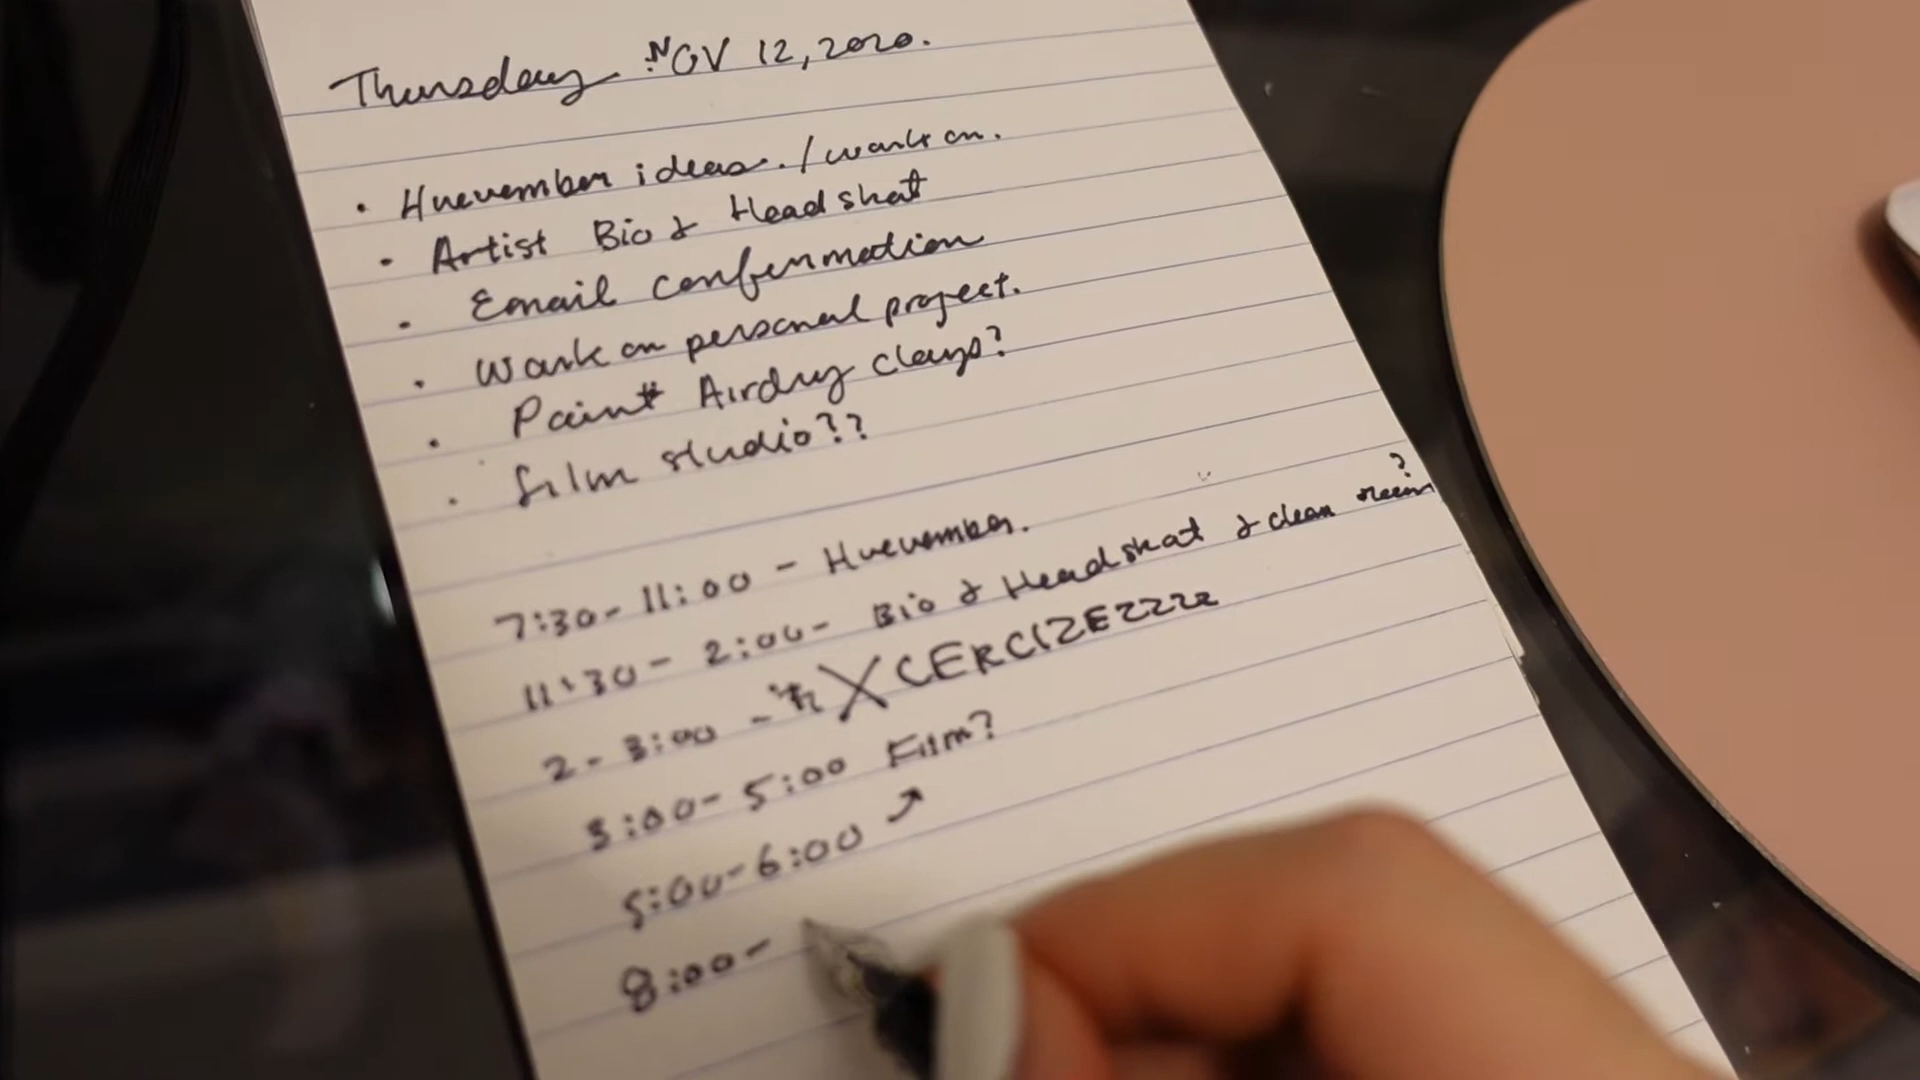 Thursday NOV 12, 2020.
• Huevember ideas. / work on.
• Artist Bio & Headshot
• Email confirmation
• Work on personal project.
• Paint Airdry clays?
• film studio??
7:30 - 11:00 - Huevember.
11:30 - 2:00 - Bio & Headshot & clean room?
2 - 3:00 - XCERCIZEZZZZ
3:00 - 5:00 Film?
5:00 - 6:00 ↗
8:00 -